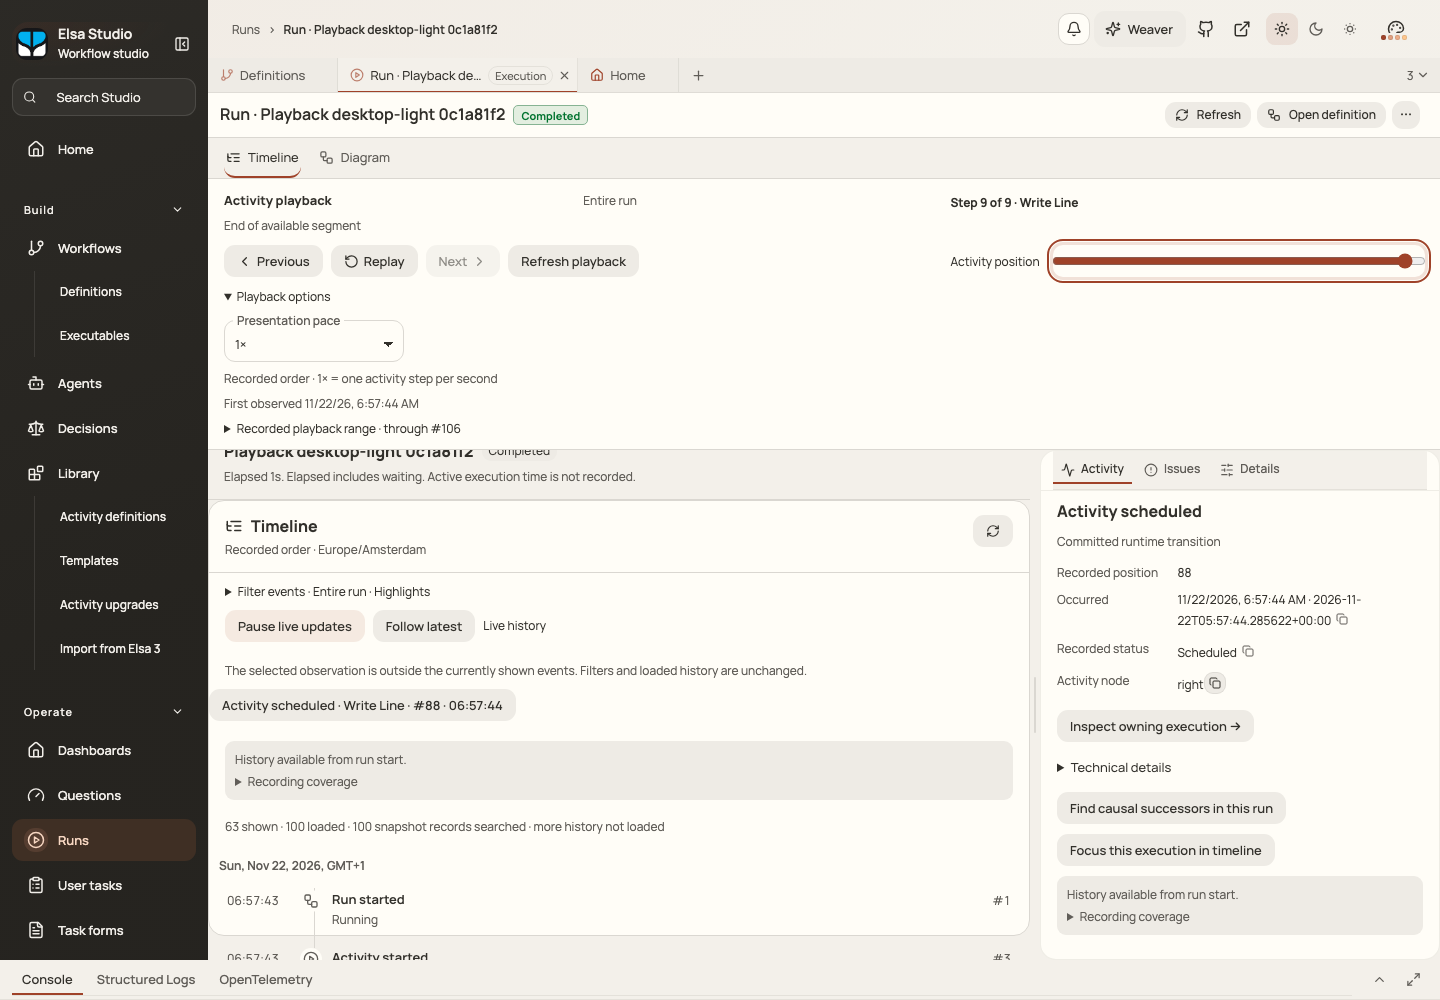 Elsa Studio
Workflow studio
Search Studio
Home
Build
Workflows
Definitions
Executables
Agents
Decisions
Library
Activity definitions
Templates
Activity upgrades
Import from Elsa 3
Operate
Dashboards
Questions
Runs
User tasks
Task forms
Runs › Run · Playback desktop-light 0c1a81f2
Weaver
Definitions
Run · Playback de... Execution
Home
3
Run · Playback desktop-light 0c1a81f2 Completed
Refresh
Open definition
Timeline
Diagram
Activity playback
Entire run
Step 9 of 9 · Write Line
End of available segment
Previous
Replay
Next
Refresh playback
Activity position
Playback options
Presentation pace
1×
Recorded order · 1× = one activity step per second
First observed 11/22/26, 6:57:44 AM
Recorded playback range · through #106
Playback desktop-light 0c1a81f2 Completed
Elapsed 1s. Elapsed includes waiting. Active execution time is not recorded.
Timeline
Recorded order · Europe/Amsterdam
Filter events · Entire run · Highlights
Pause live updates
Follow latest
Live history
The selected observation is outside the currently shown events. Filters and loaded history are unchanged.
Activity scheduled · Write Line · #88 · 06:57:44
History available from run start.
Recording coverage
63 shown · 100 loaded · 100 snapshot records searched · more history not loaded
Sun, Nov 22, 2026, GMT+1
06:57:43 Run started #1
Running
06:57:43 Activity started #3
Activity
Issues
Details
Activity scheduled
Committed runtime transition
Recorded position 88
Occurred 11/22/2026, 6:57:44 AM · 2026-11-
22T05:57:44.285622+00:00
Recorded status Scheduled
Activity node right
Inspect owning execution →
Technical details
Find causal successors in this run
Focus this execution in timeline
History available from run start.
Recording coverage
Console
Structured Logs
OpenTelemetry